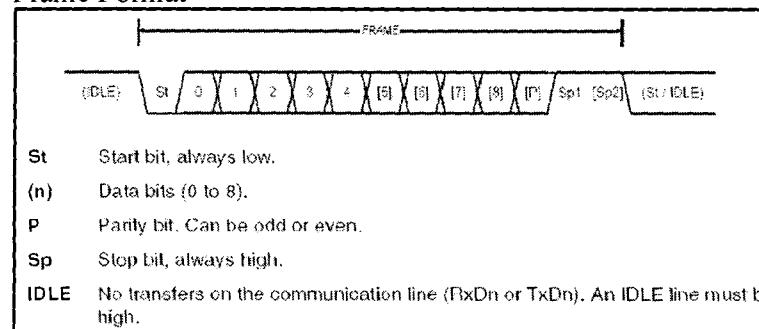 Frame Format
FRAME
(IDLE) St 0 1 2 3 4 [5] [6] [7] [8] [P] Sp1 [Sp2] (St / IDLE)
St Start bit, always low.
(n) Data bits (0 to 8).
P Parity bit. Can be odd or even.
Sp Stop bit, always high.
IDLE No transfers on the communication line (RxDn or TxDn). An IDLE line must b
high.